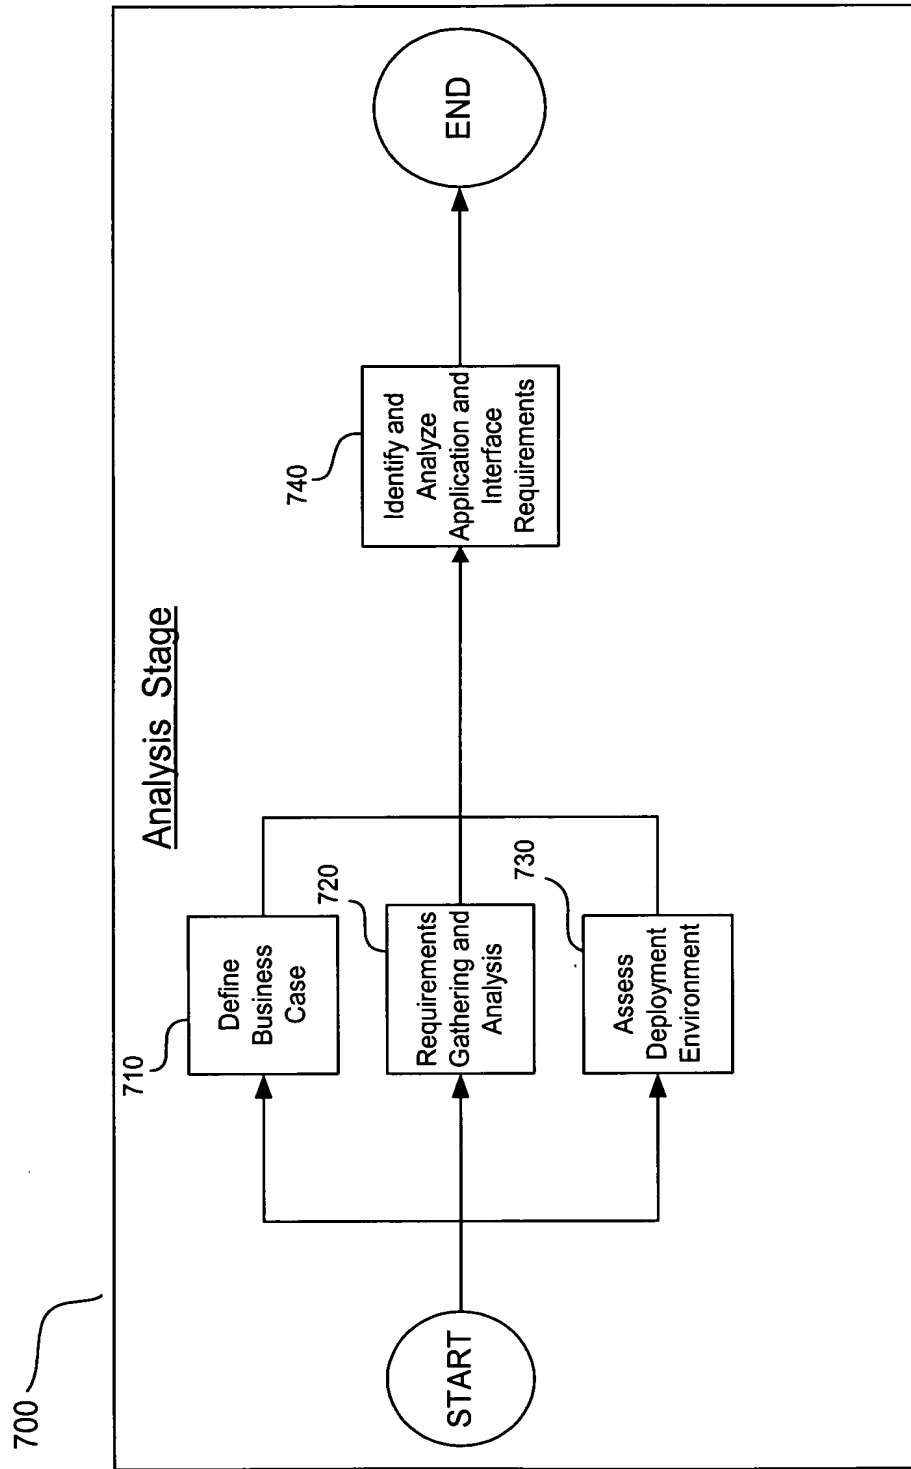 700
Analysis Stage
START
710
Define
Business
Case
720
Requirements
Gathering and
Analysis
730
Assess
Deployment
Environment
740
Identify and
Analyze
Application and
Interface
Requirements
END